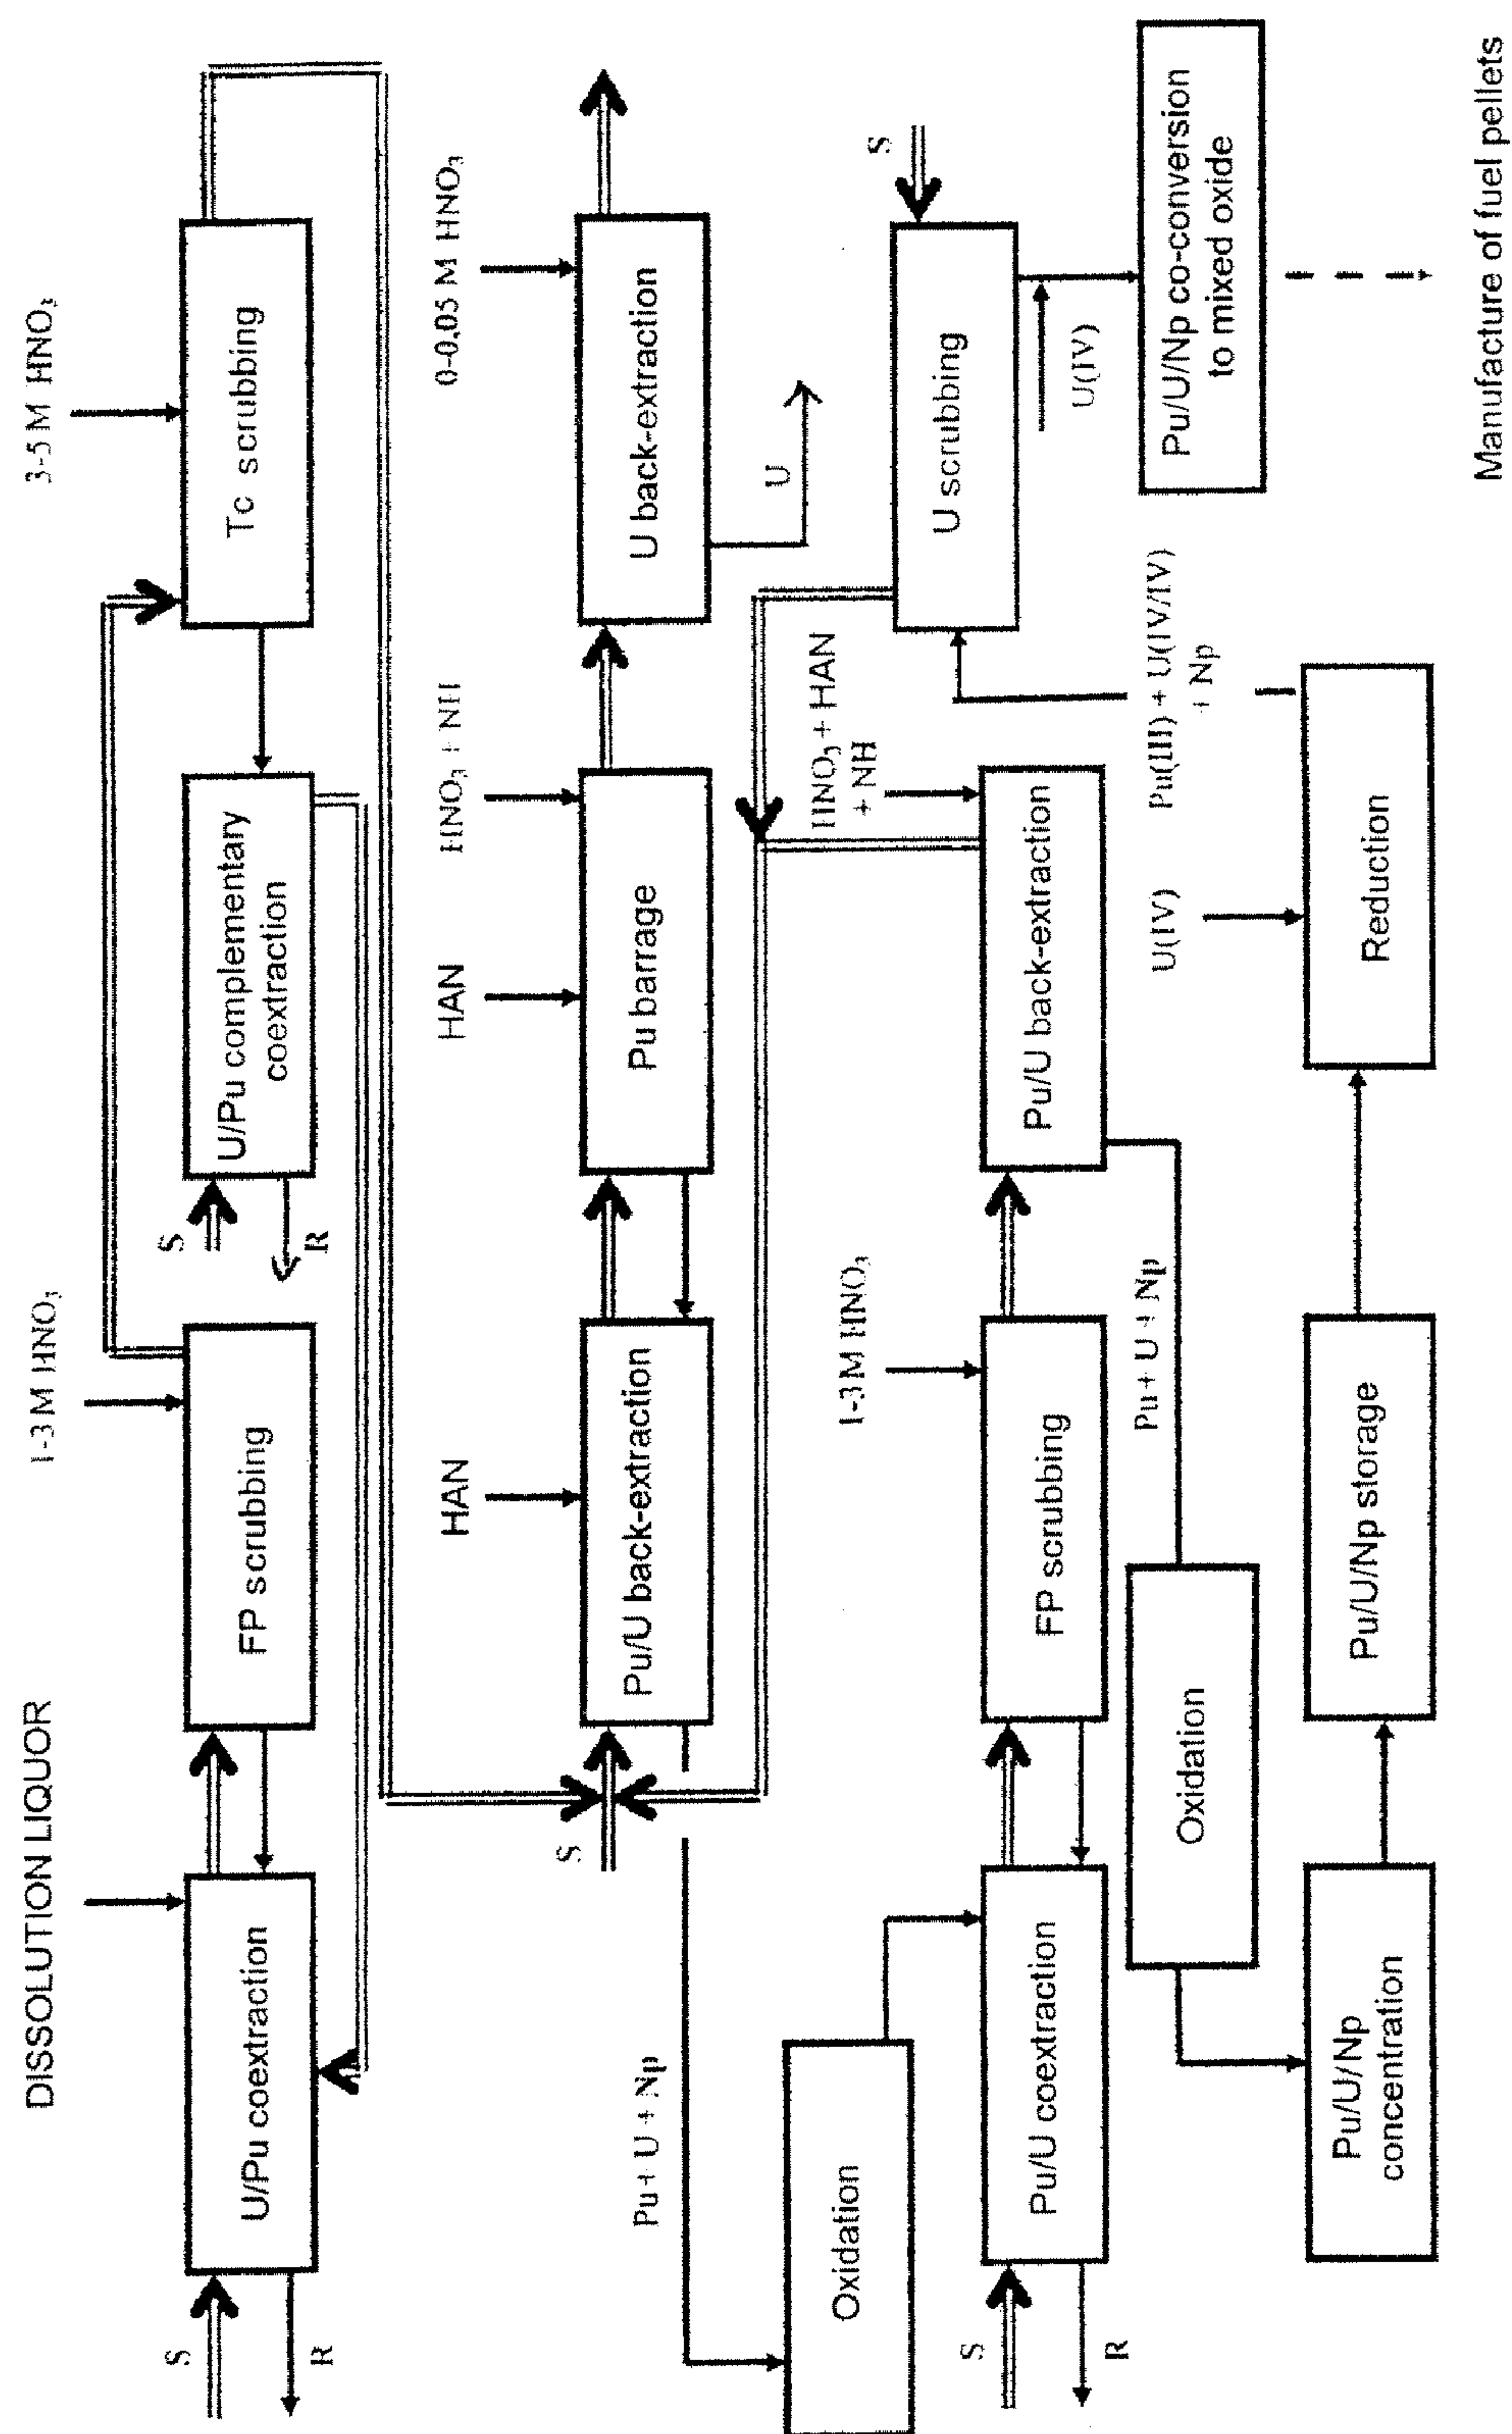 DISSOLUTION LIQUOR
1-3 M HNO3
3-5 M HNO3
S
R
U/Pu coextraction
FP scrubbing
S
R
U/Pu complementary
coextraction
Tc scrubbing
HAN
HAN
HNO3 + NH
0-0.05 M HNO3
S
Pu/U back-extraction
Pu barrage
U back-extraction
U
Pu + U + Np
Oxidation
1-3 M HNO3
HNO3 + HAN
+ NH
S
S
R
Pu/U coextraction
FP scrubbing
Pu/U back-extraction
U scrubbing
U(IV)
Pu + U + Np
Oxidation
U(IV)
Pu(III) + U(IV/IV)
+ Np
Pu/U/Np co-conversion
to mixed oxide
Pu/U/Np
concentration
Pu/U/Np storage
Reduction
Manufacture of fuel pellets